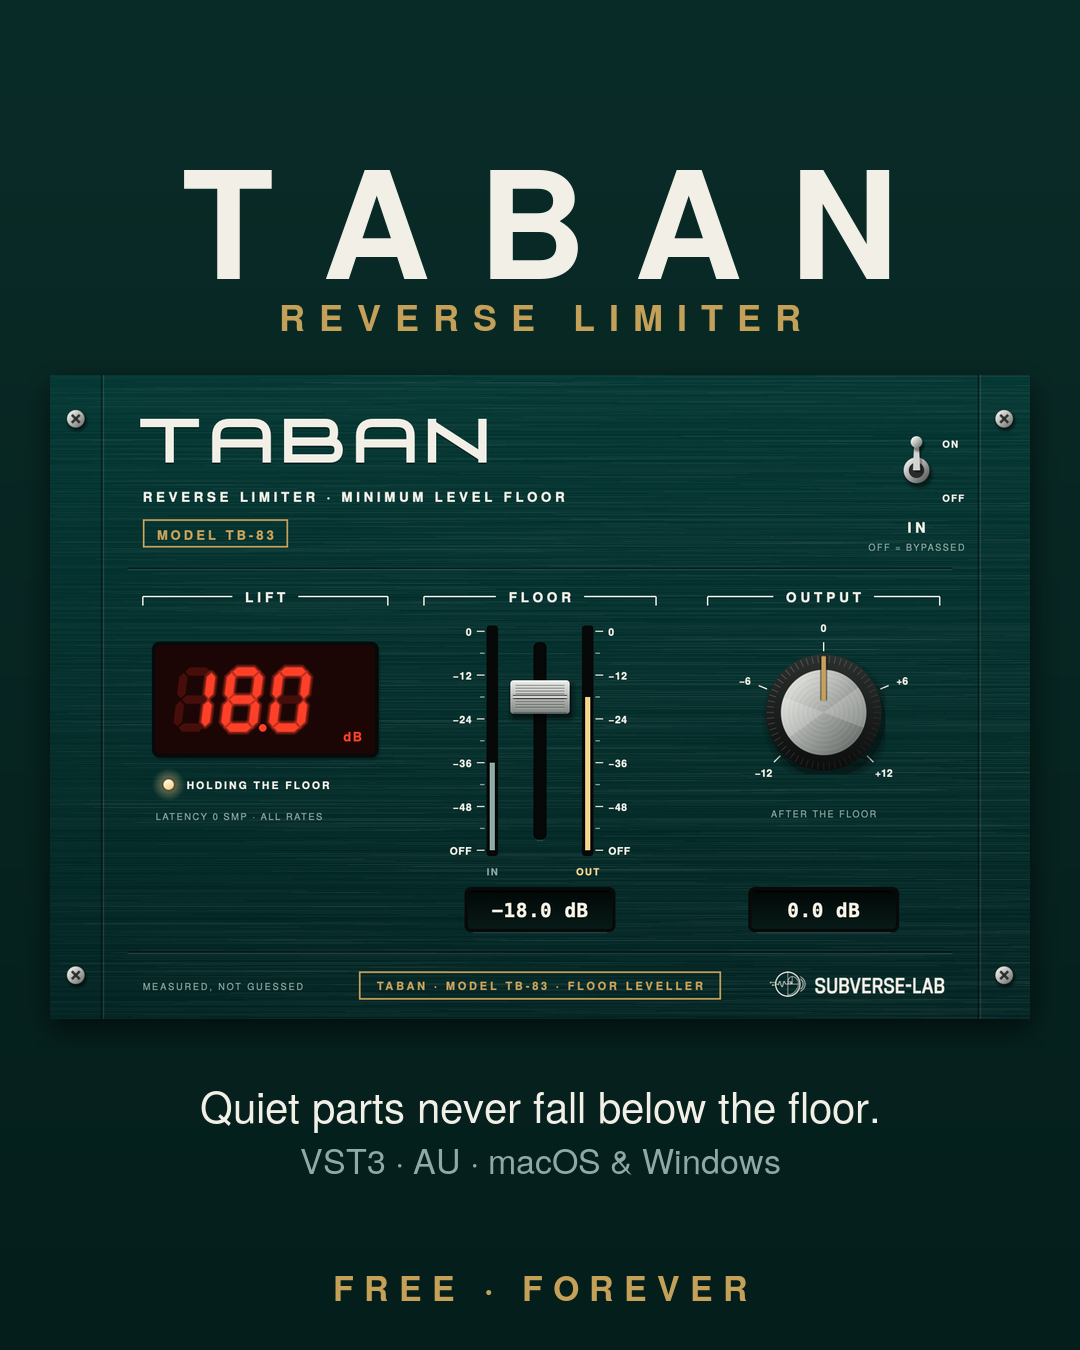 TABAN
REVERSE LIMITER
TABAN
REVERSE LIMITER · MINIMUM LEVEL FLOOR
MODEL TB-83
ON
OFF
IN
OFF = BYPASSED
LIFT
18.0
dB
HOLDING THE FLOOR
LATENCY 0 SMP · ALL RATES
FLOOR
0 0
−12 −12
−24 −24
−36 −36
−48 −48
OFF OFF
IN OUT
−18.0 dB
OUTPUT
0
−6 +6
−12 +12
AFTER THE FLOOR
0.0 dB
MEASURED, NOT GUESSED
TABAN · MODEL TB-83 · FLOOR LEVELLER
SUBVERSE-LAB
Quiet parts never fall below the floor.
VST3 · AU · macOS & Windows
FREE · FOREVER